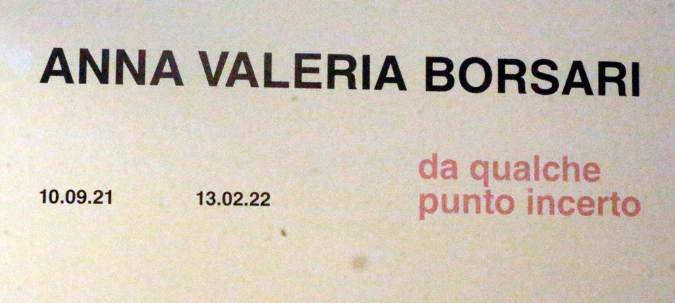 ANNA VALERIA BORSARI
da qualche
punto incerto
10.09.21 13.02.22